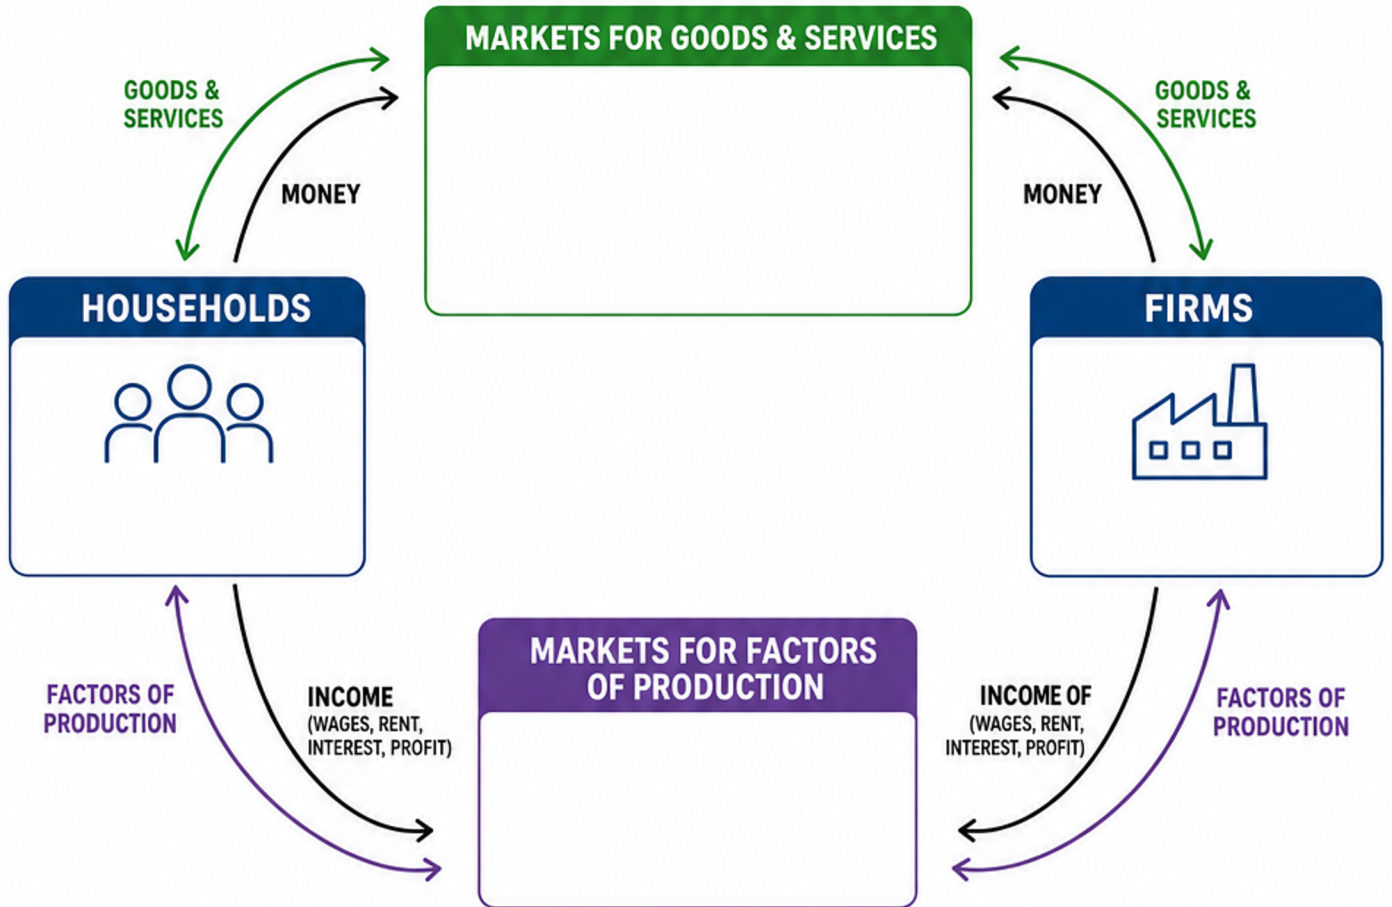 MARKETS FOR GOODS & SERVICES
GOODS &
SERVICES
MONEY
GOODS &
SERVICES
MONEY
HOUSEHOLDS
FIRMS
MARKETS FOR FACTORS
OF PRODUCTION
FACTORS OF
PRODUCTION
INCOME
(WAGES, RENT,
INTEREST, PROFIT)
INCOME OF
(WAGES, RENT,
INTEREST, PROFIT)
FACTORS OF
PRODUCTION